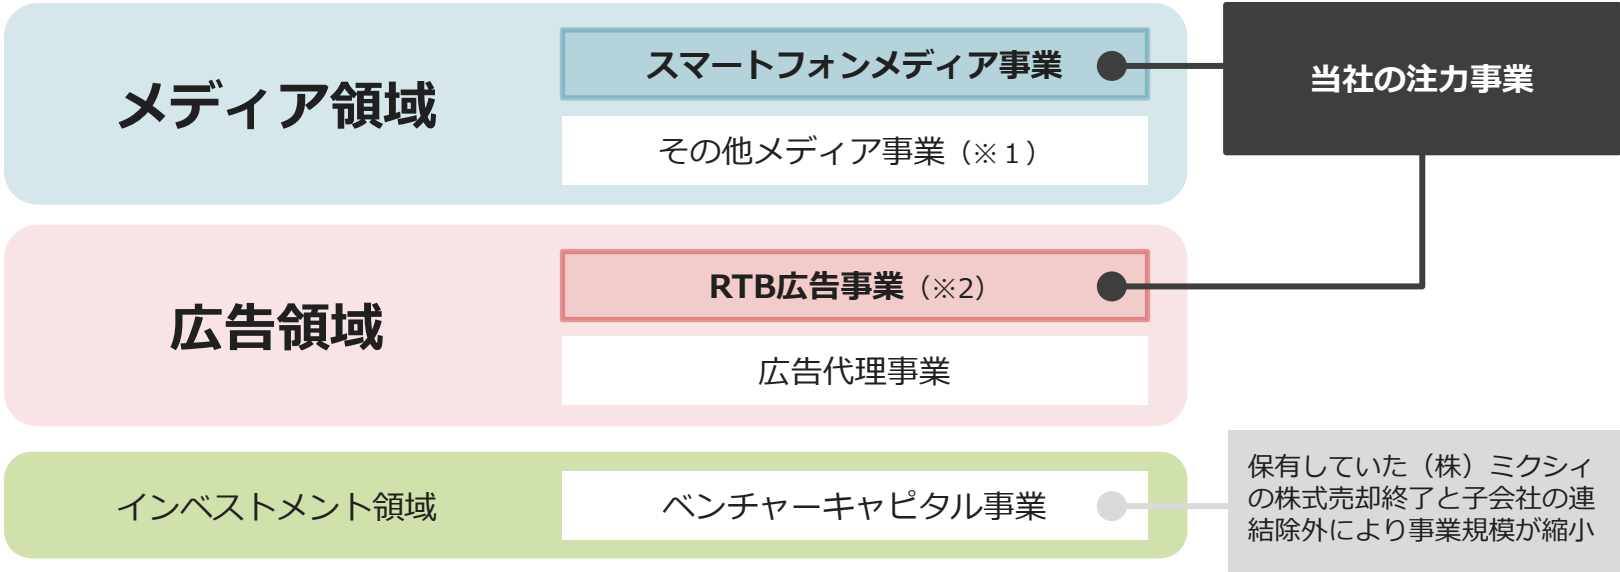 メディア領域
スマートフォンメディア事業
その他メディア事業（※１）
当社の注力事業
広告領域
RTB広告事業（※2）
広告代理事業
インベストメント領域
ベンチャーキャピタル事業
保有していた（株）ミクシィ
の株式売却終了と子会社の連
結除外により事業規模が縮小